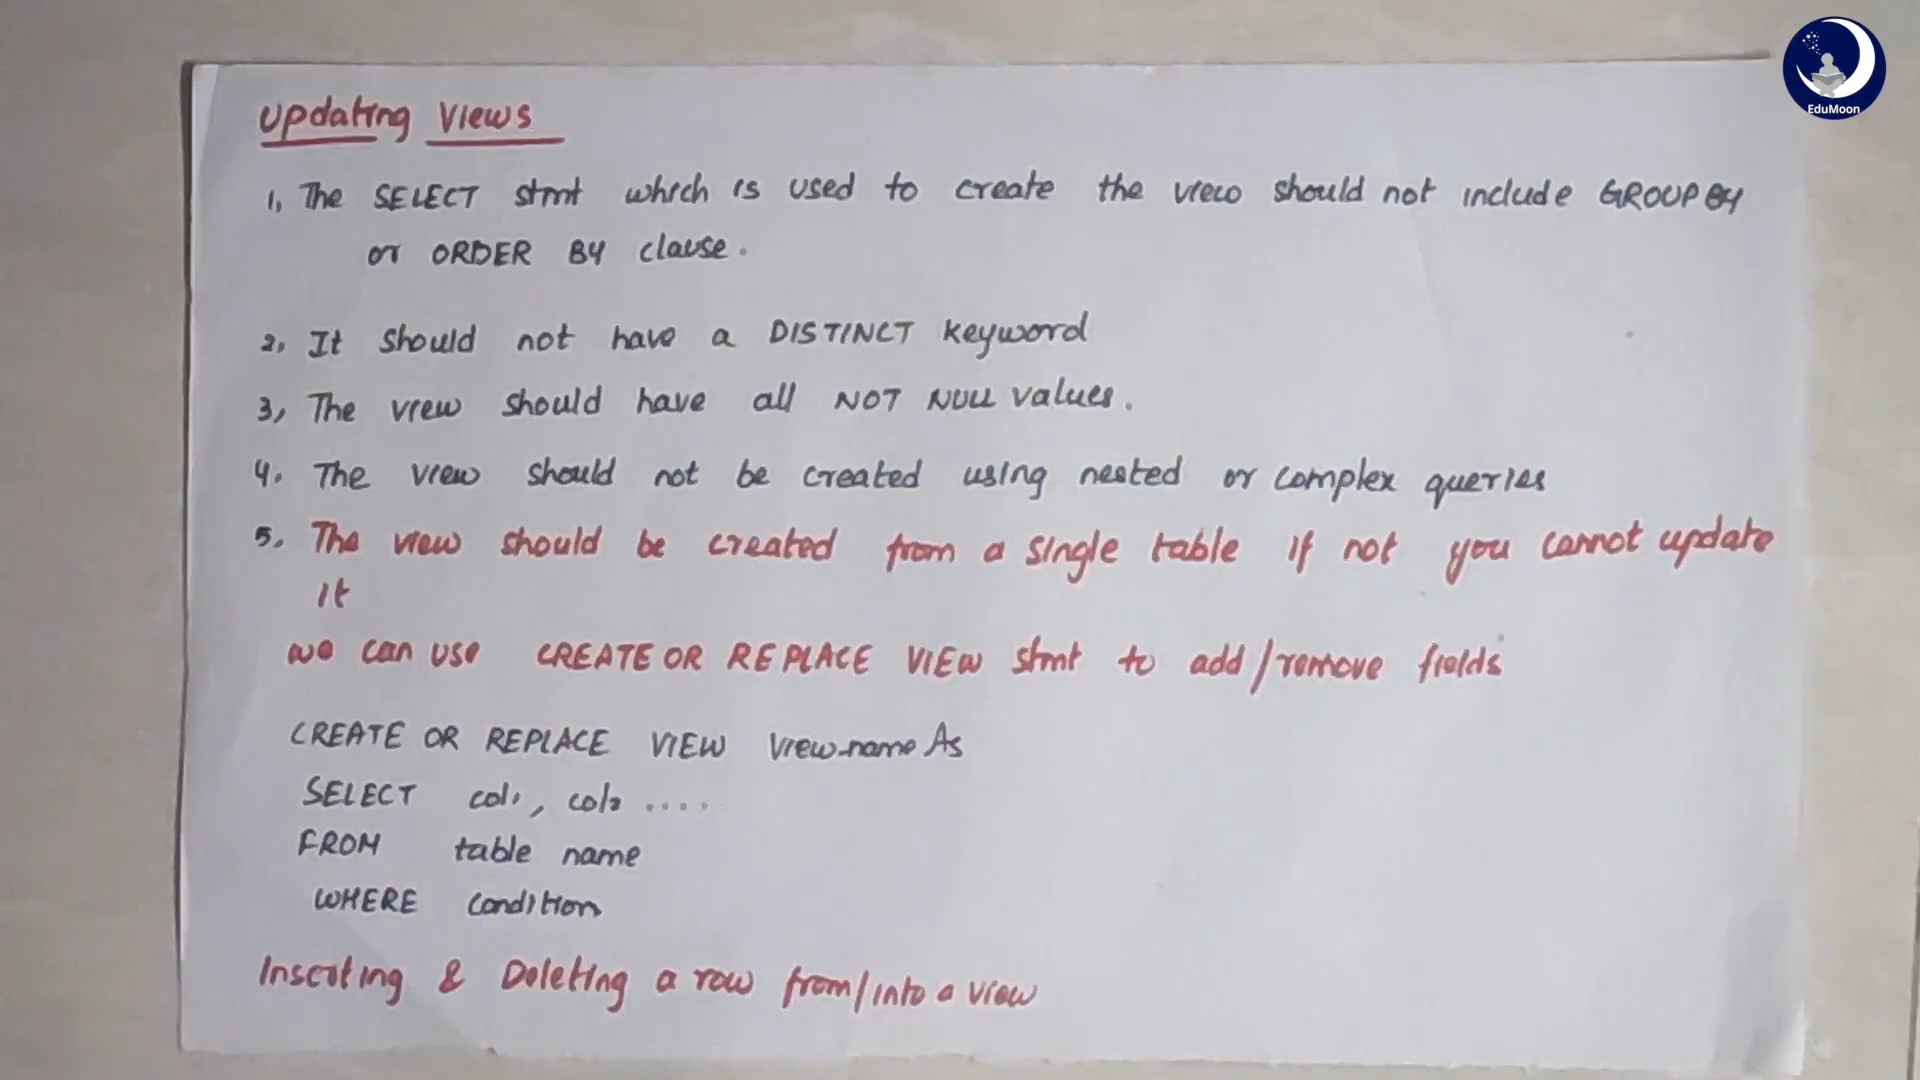 EduMoon
Updating Views
1, The SELECT stmt which is used to create the view should not include GROUP BY
or ORDER BY clause.
2, It should not have a DISTINCT keyword
3, The view should have all NOT NULL values.
4. The view should not be created using nested or complex queries
5. The view should be created from a single table if not you cannot update
it
we can use CREATE OR REPLACE VIEW stmt to add/remove fields
CREATE OR REPLACE VIEW view-name As
SELECT col1, col2 .....
FROM table name
WHERE condition
Inserting & Deleting a row from/into a view